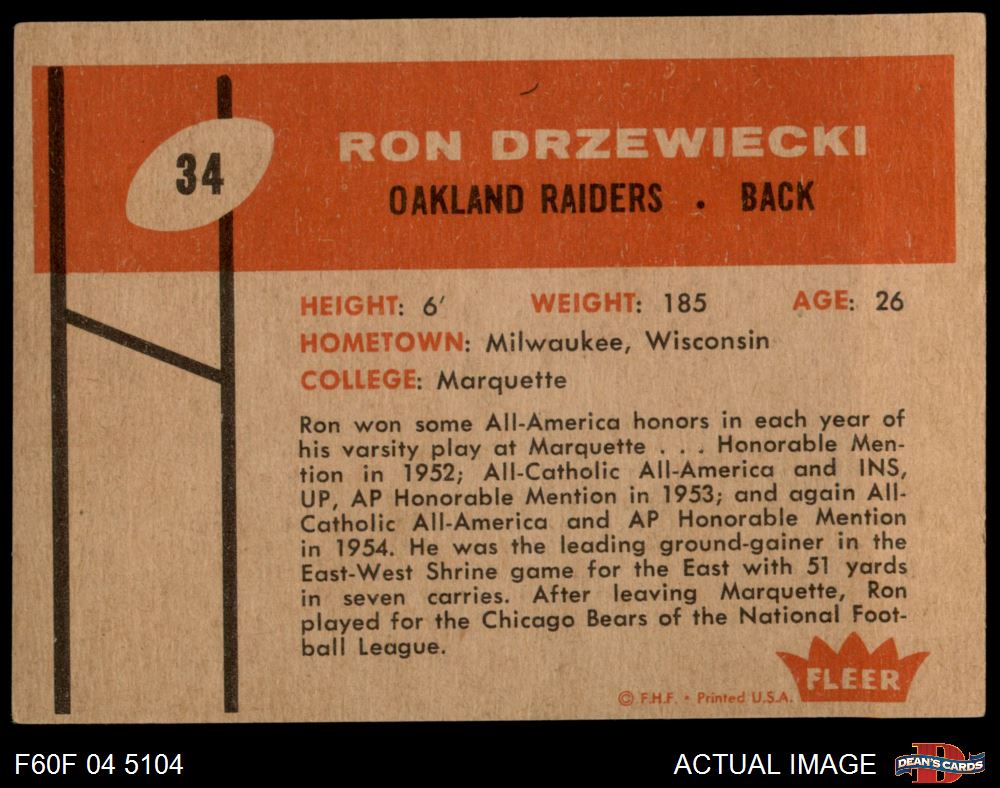 34
RON DRZEWIECKI
OAKLAND RAIDERS . BACK
HEIGHT: 6' WEIGHT: 185 AGE: 26
HOMETOWN: Milwaukee, Wisconsin
COLLEGE: Marquette
Ron won some All-America honors in each year of
his varsity play at Marquette . . . Honorable Men-
tion in 1952; All-Catholic All-America and INS,
UP, AP Honorable Mention in 1953; and again All-
Catholic All-America and AP Honorable Mention
in 1954. He was the leading ground-gainer in the
East-West Shrine game for the East with 51 yards
in seven carries. After leaving Marquette, Ron
played for the Chicago Bears of the National Foot-
ball League.
FLEER
© F.H.F. • Printed U.S.A.
F60F 04 5104
ACTUAL IMAGE
D
DEAN'S CARDS